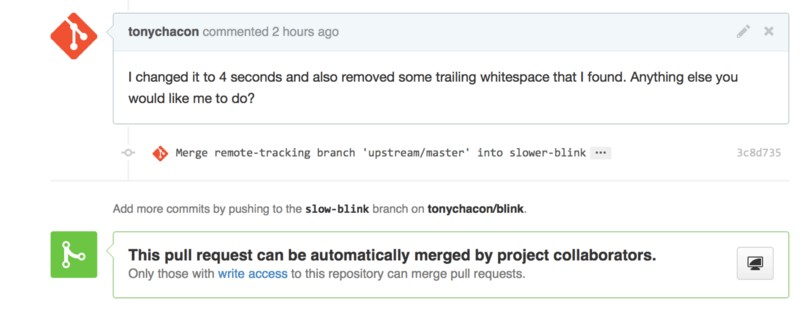 tonychacon commented 2 hours ago
I changed it to 4 seconds and also removed some trailing whitespace that I found. Anything else you
would like me to do?
Merge remote-tracking branch 'upstream/master' into slower-blink ··· 3c8d735
Add more commits by pushing to the slow-blink branch on tonychacon/blink.
This pull request can be automatically merged by project collaborators.
Only those with write access to this repository can merge pull requests.